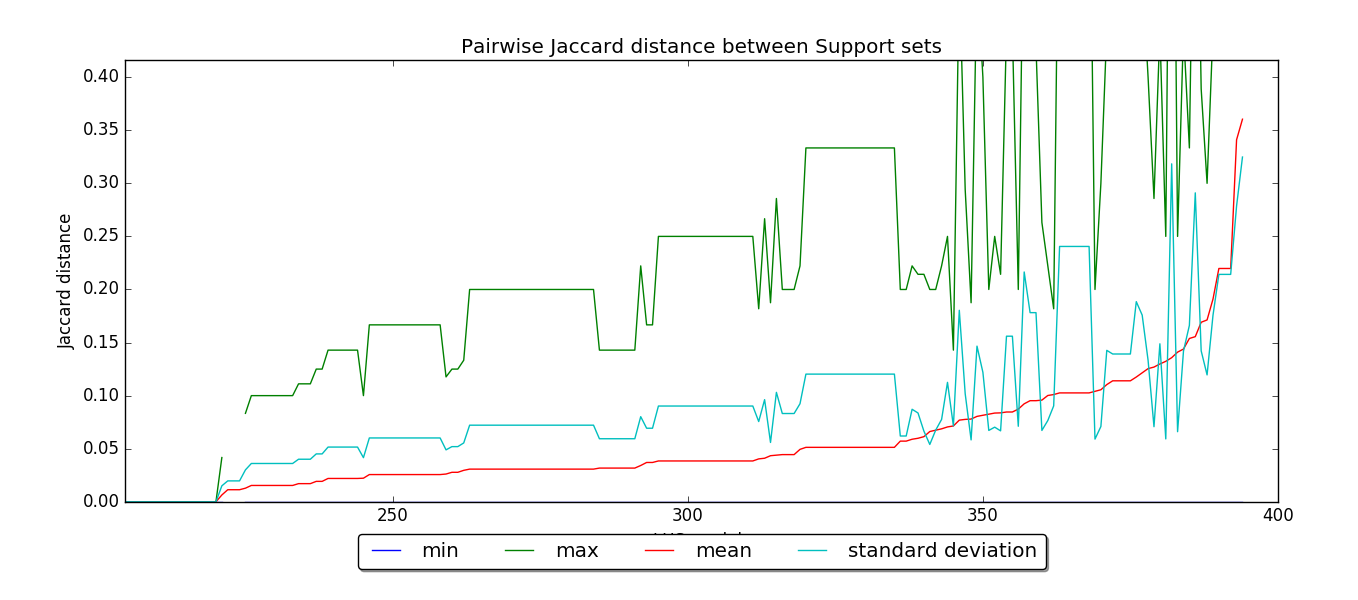 Pairwise Jaccard distance between Support sets
0.40
0.35
0.30
0.25
0.20
0.15
0.10
0.05
0.00
Jaccard distance
250
300
350
400
min
max
mean
standard deviation